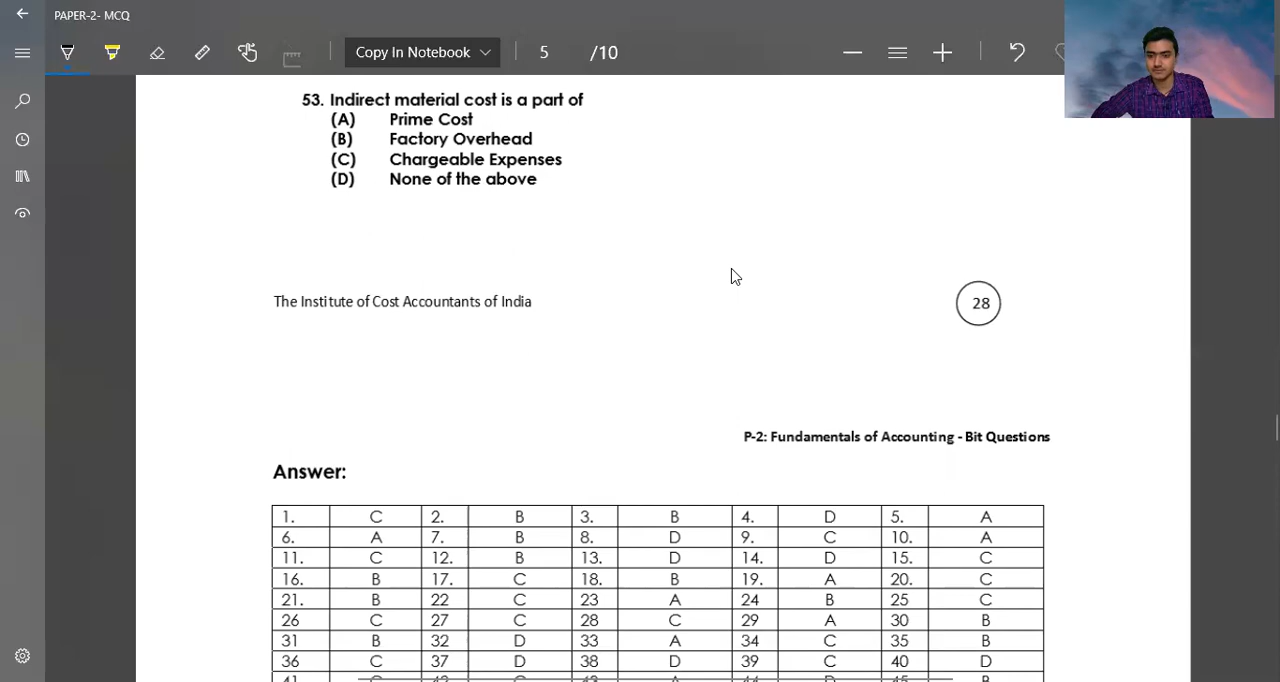 PAPER-2- MCQ
Copy In Notebook 5 /10
53. Indirect material cost is a part of
(A) Prime Cost
(B) Factory Overhead
(C) Chargeable Expenses
(D) None of the above
The Institute of Cost Accountants of India 28
P-2: Fundamentals of Accounting - Bit Questions
Answer:
1. C 2. B 3. B 4. D 5. A
6. A 7. B 8. D 9. C 10. A
11. C 12. B 13. D 14. D 15. C
16. B 17. C 18. B 19. A 20. C
21. B 22 C 23 A 24 B 25 C
26 C 27 C 28 C 29 A 30 B
31 B 32 D 33 A 34 C 35 B
36 C 37 D 38 D 39 C 40 D